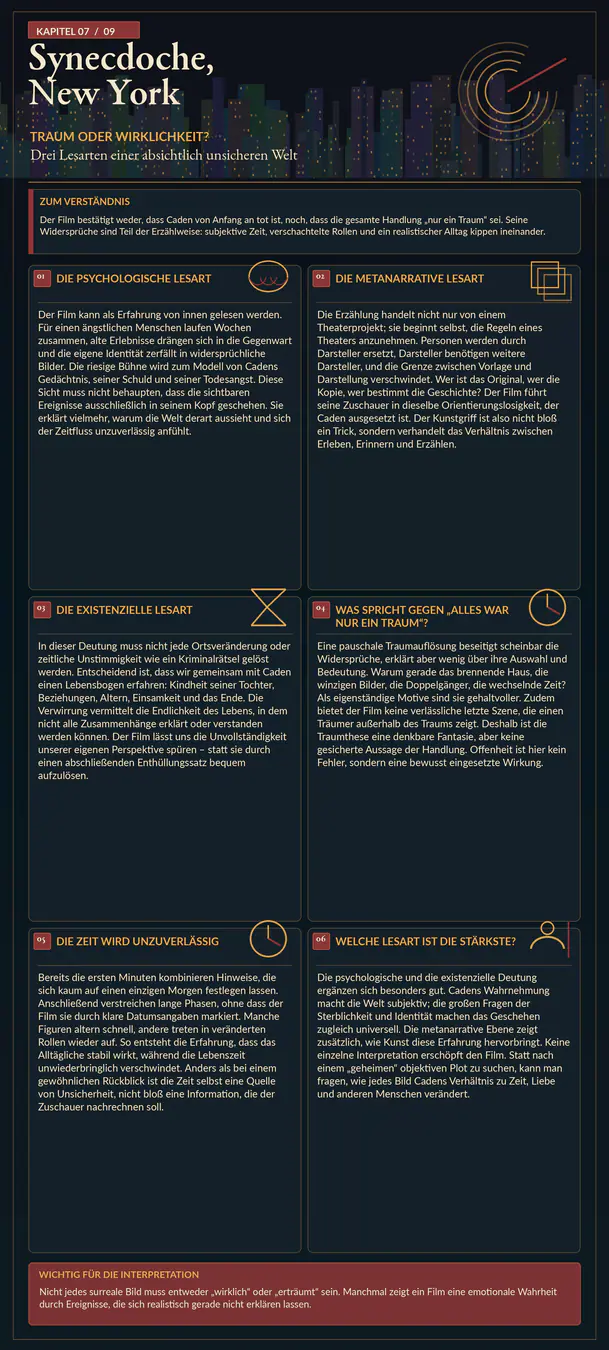 KAPITEL 07 / 09
Synecdoche,
New York
TRAUM ODER WIRKLICHKEIT?
Drei Lesarten einer absichtlich unsicheren Welt
ZUM VERSTÄNDNIS
Der Film bestätigt weder, dass Caden von Anfang an tot ist, noch, dass die gesamte Handlung „nur ein Traum“ sei. Seine
Widersprüche sind Teil der Erzählweise: subjektive Zeit, verschachtelte Rollen und ein realistischer Alltag kippen ineinander.
01 DIE PSYCHOLOGISCHE LESART
Der Film kann als Erfahrung von innen gelesen werden.
Für einen ängstlichen Menschen laufen Wochen
zusammen, alte Erlebnisse drängen sich in die Gegenwart
und die eigene Identität zerfällt in widersprüchliche
Bilder. Die riesige Bühne wird zum Modell von Cadens
Gedächtnis, seiner Schuld und seiner Todesangst. Diese
Sicht muss nicht behaupten, dass die sichtbaren
Ereignisse ausschließlich in seinem Kopf geschehen. Sie
erklärt vielmehr, warum die Welt derart aussieht und sich
der Zeitfluss unzuverlässig anfühlt.
02 DIE METANARRATIVE LESART
Die Erzählung handelt nicht nur von einem
Theaterprojekt; sie beginnt selbst, die Regeln eines
Theaters anzunehmen. Personen werden durch
Darsteller ersetzt, Darsteller benötigen weitere
Darsteller, und die Grenze zwischen Vorlage und
Darstellung verschwindet. Wer ist das Original, wer die
Kopie, wer bestimmt die Geschichte? Der Film führt
seine Zuschauer in dieselbe Orientierungslosigkeit, der
Caden ausgesetzt ist. Der Kunstgriff ist also nicht bloß
ein Trick, sondern verhandelt das Verhältnis zwischen
Erleben, Erinnern und Erzählen.
03 DIE EXISTENZIELLE LESART
In dieser Deutung muss nicht jede Ortsveränderung oder
zeitliche Unstimmigkeit wie ein Kriminalrätsel gelöst
werden. Entscheidend ist, dass wir gemeinsam mit Caden
einen Lebensbogen erfahren: Kindheit seiner Tochter,
Beziehungen, Altern, Einsamkeit und das Ende. Die
Verwirrung vermittelt die Endlichkeit des Lebens, in dem
nicht alle Zusammenhänge erklärt oder verstanden
werden können. Der Film lässt uns die Unvollständigkeit
unserer eigenen Perspektive spüren – statt sie durch
einen abschließenden Enthüllungssatz bequem
aufzulösen.
04 WAS SPRICHT GEGEN „ALLES WAR
NUR EIN TRAUM“?
Eine pauschale Traumauflösung beseitigt scheinbar die
Widersprüche, erklärt aber wenig über ihre Auswahl und
Bedeutung. Warum gerade das brennende Haus, die
winzigen Bilder, die Doppelgänger, die wechselnde Zeit?
Als eigenständige Motive sind sie gehaltvoller. Zudem
bietet der Film keine verlässliche letzte Szene, die einen
Träumer außerhalb des Traums zeigt. Deshalb ist die
Traumthese eine denkbare Fantasie, aber keine
gesicherte Aussage der Handlung. Offenheit ist hier kein
Fehler, sondern eine bewusst eingesetzte Wirkung.
05 DIE ZEIT WIRD UNZUVERLÄSSIG
Bereits die ersten Minuten kombinieren Hinweise, die
sich kaum auf einen einzigen Morgen festlegen lassen.
Anschließend verstreichen lange Phasen, ohne dass der
Film sie durch klare Datumsangaben markiert. Manche
Figuren altern schnell, andere treten in veränderten
Rollen wieder auf. So entsteht die Erfahrung, dass das
Alltägliche stabil wirkt, während die Lebenszeit
unwiederbringlich verschwindet. Anders als bei einem
gewöhnlichen Rückblick ist die Zeit selbst eine Quelle
von Unsicherheit, nicht bloß eine Information, die der
Zuschauer nachrechnen soll.
06 WELCHE LESART IST DIE STÄRKSTE?
Die psychologische und die existenzielle Deutung
ergänzen sich besonders gut. Cadens Wahrnehmung
macht die Welt subjektiv; die großen Fragen der
Sterblichkeit und Identität machen das Geschehen
zugleich universell. Die metanarrative Ebene zeigt
zusätzlich, wie Kunst diese Erfahrung hervorbringt. Keine
einzelne Interpretation erschöpft den Film. Statt nach
einem „geheimen“ objektiven Plot zu suchen, kann man
fragen, wie jedes Bild Cadens Verhältnis zu Zeit, Liebe
und anderen Menschen verändert.
WICHTIG FÜR DIE INTERPRETATION
Nicht jedes surreale Bild muss entweder „wirklich“ oder „erträumt“ sein. Manchmal zeigt ein Film eine emotionale Wahrheit
durch Ereignisse, die sich realistisch gerade nicht erklären lassen.